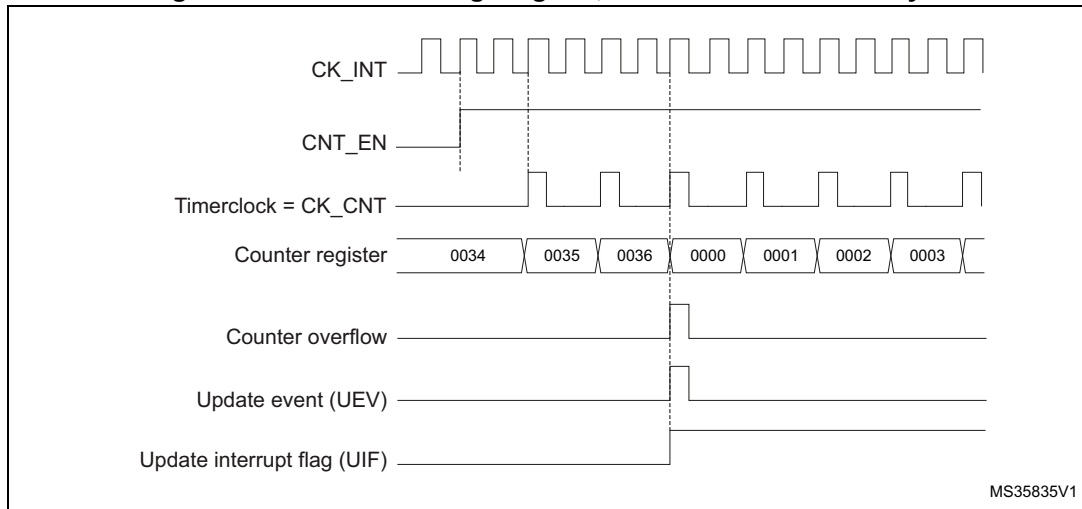 CK_INT
CNT_EN
Timerclock = CK_CNT
Counter register 0034 0035 0036 0000 0001 0002 0003
Counter overflow
Update event (UEV)
Update interrupt flag (UIF)
MS35835V1